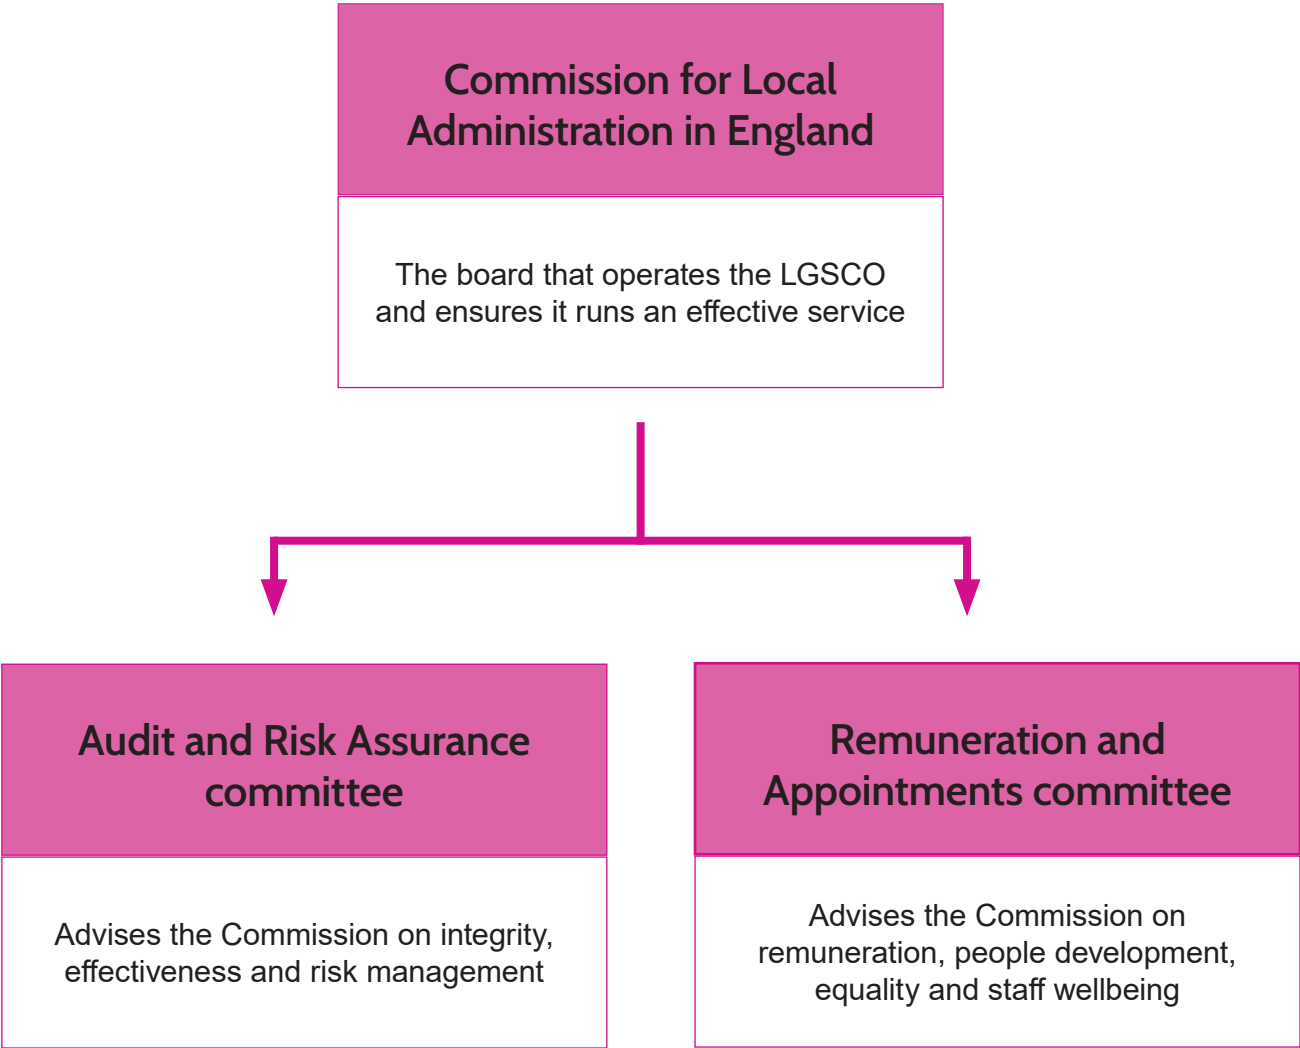 Commission for Local
Administration in England
The board that operates the LGSCO
and ensures it runs an effective service
Audit and Risk Assurance
committee
Advises the Commission on integrity,
effectiveness and risk management
Remuneration and
Appointments committee
Advises the Commission on
remuneration, people development,
equality and staff wellbeing